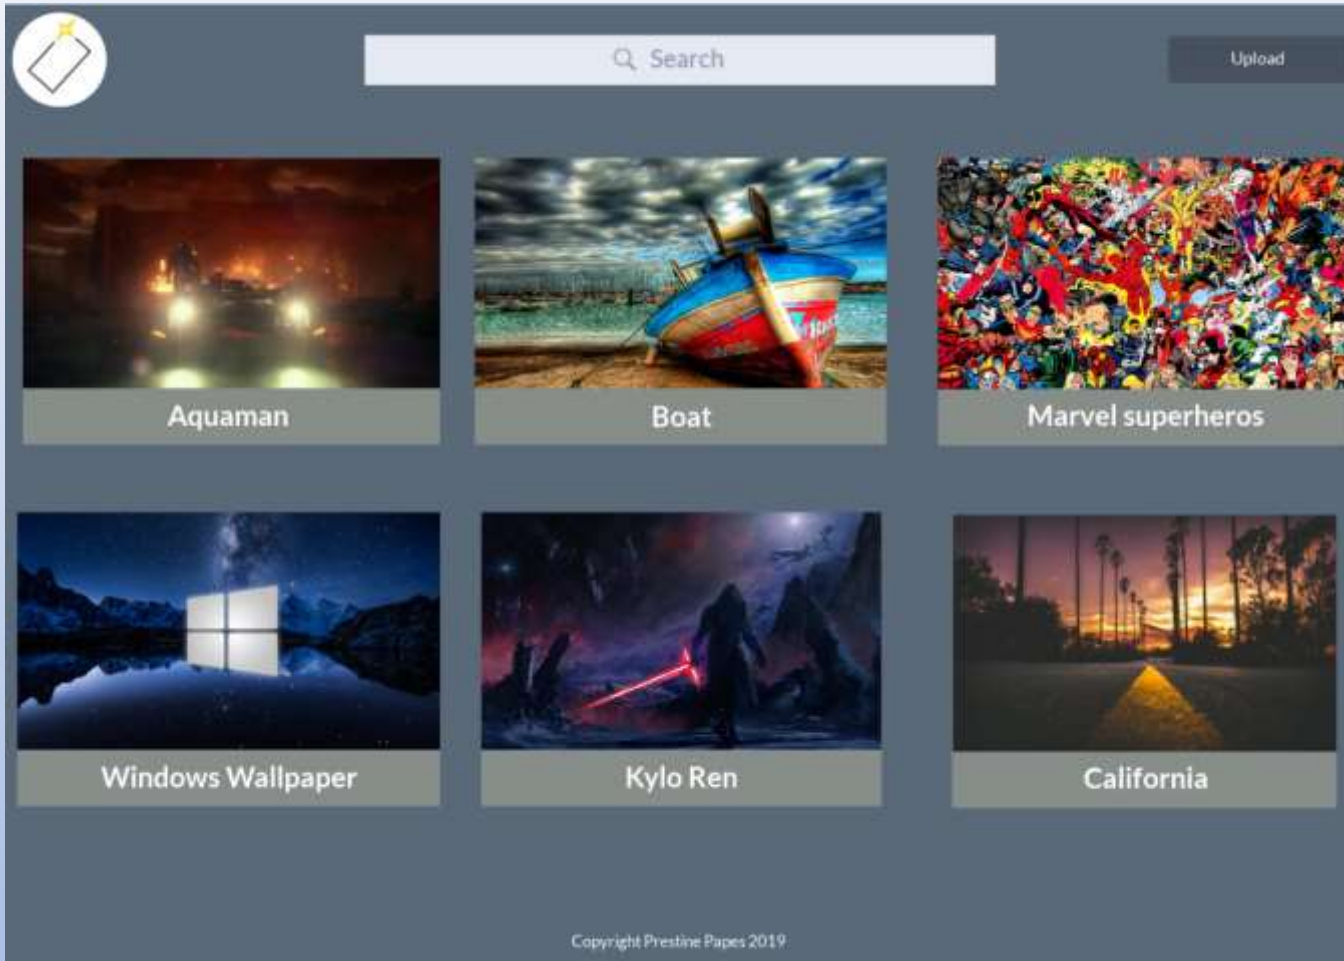 Search
Upload
Aquaman
Boat
Marvel superheros
Windows Wallpaper
Kylo Ren
California
Copyright Prestine Papes 2019